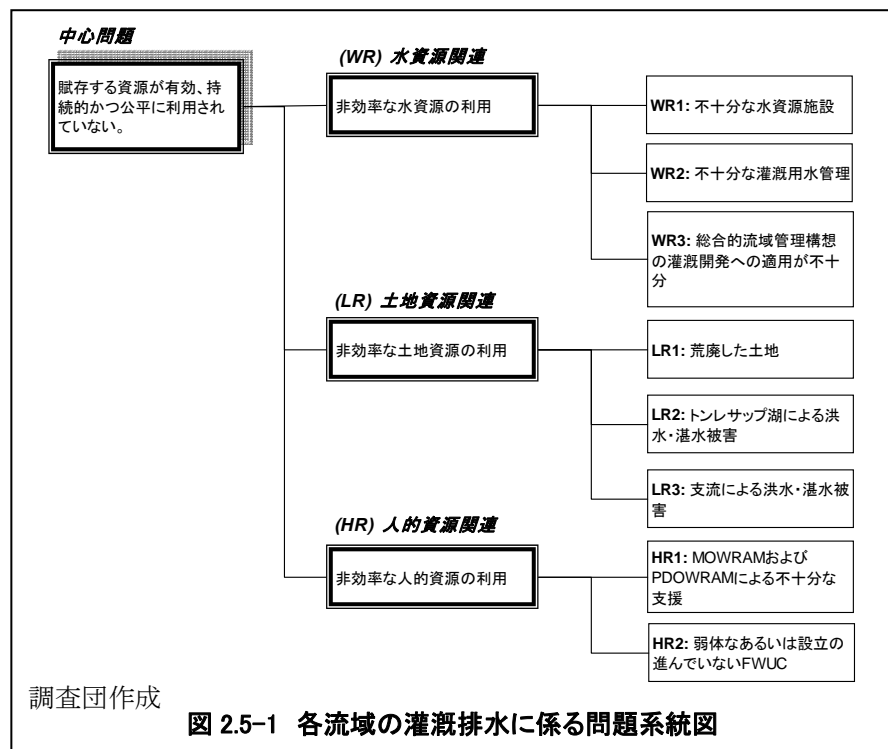 中心問題
賦存する資源が有効、持
続的かつ公平に利用され
ていない。
(WR) 水資源関連
非効率な水資源の利用
WR1: 不十分な水資源施設
WR2: 不十分な灌漑用水管理
WR3: 総合的流域管理構想
の灌漑開発への適用が不十
分
(LR) 土地資源関連
非効率な土地資源の利用
LR1: 荒廃した土地
LR2: トンレサップ湖による洪
水・湛水被害
LR3: 支流による洪水・湛水被
害
(HR) 人的資源関連
非効率な人的資源の利用
HR1: MOWRAMおよび
PDOWRAMによる不十分な
支援
HR2: 弱体なあるいは設立の
進んでいないFWUC
調査団作成
図 2.5-1 各流域の灌漑排水に係る問題系統図